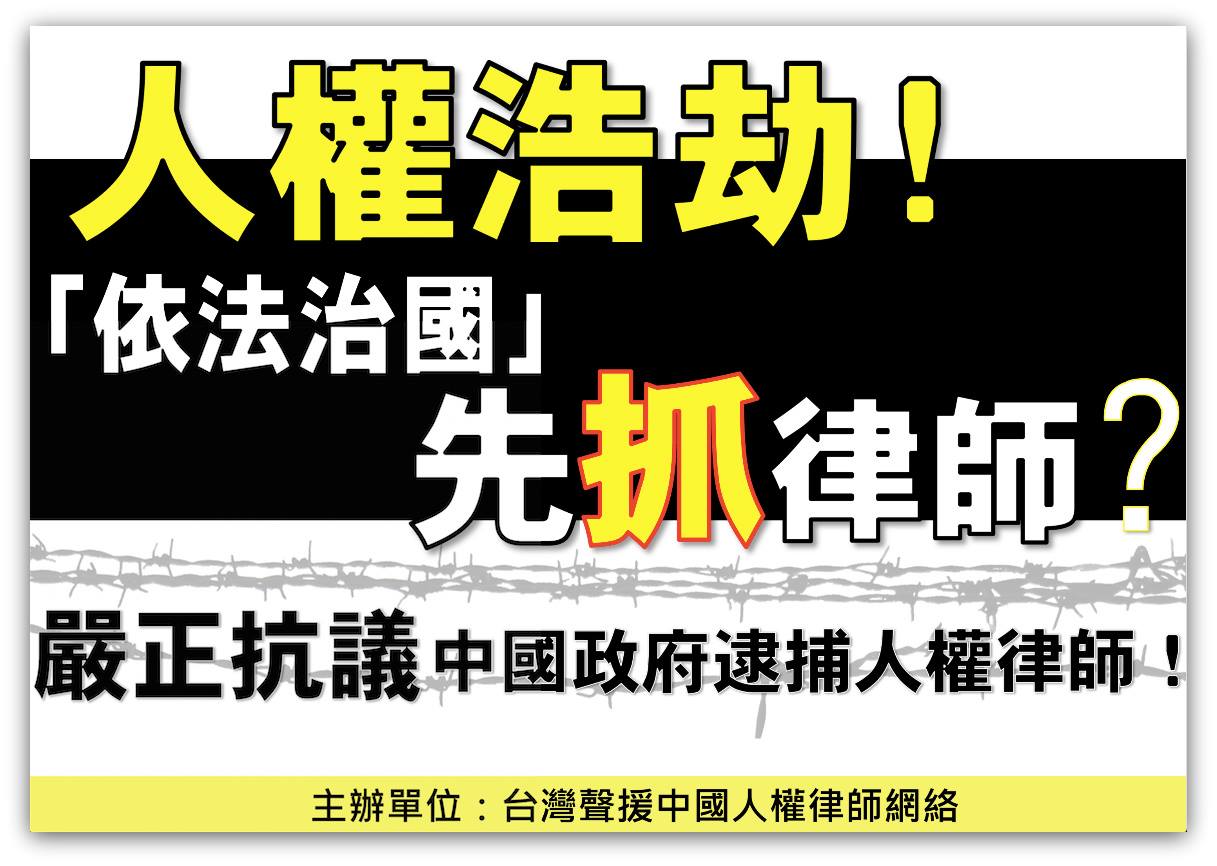 人權浩劫!
「依法治國」
先抓律師?
嚴正抗議中國政府逮捕人權律師!
主辦單位:台灣聲援中國人權律師網絡